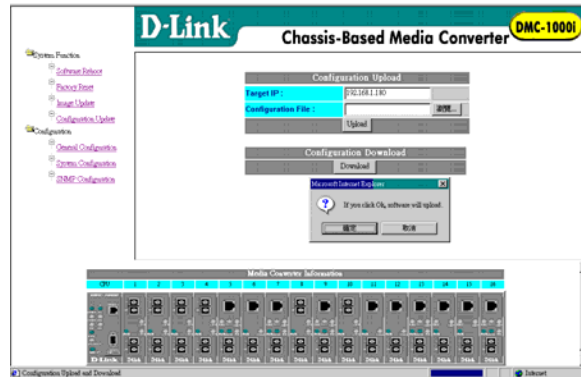 D-Link
DMC-1000i
Chassis-Based Media Converter
System Function
Software Reboot
Factory Reset
Image Update
Configuration Update
Configuration
General Configuration
System Configuration
SNMP Configuration
Configuration Upload
Target IP :
192.168.1.180
Configuration File :
瀏覽...
Upload
Configuration Download
Download
Microsoft Internet Explorer
If you click Ok, software will upload.
確定
取消
Media Converter Information
CPU 1 2 3 4 5 6 7 8 9 10 11 12 13 14 15 16
D-Link
Configuration Upload and Download
Internet